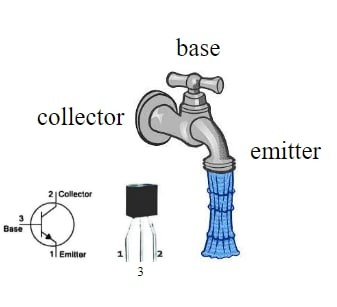 base
collector
emitter
2 Collector
3
Base
1 Emitter
1 2
3